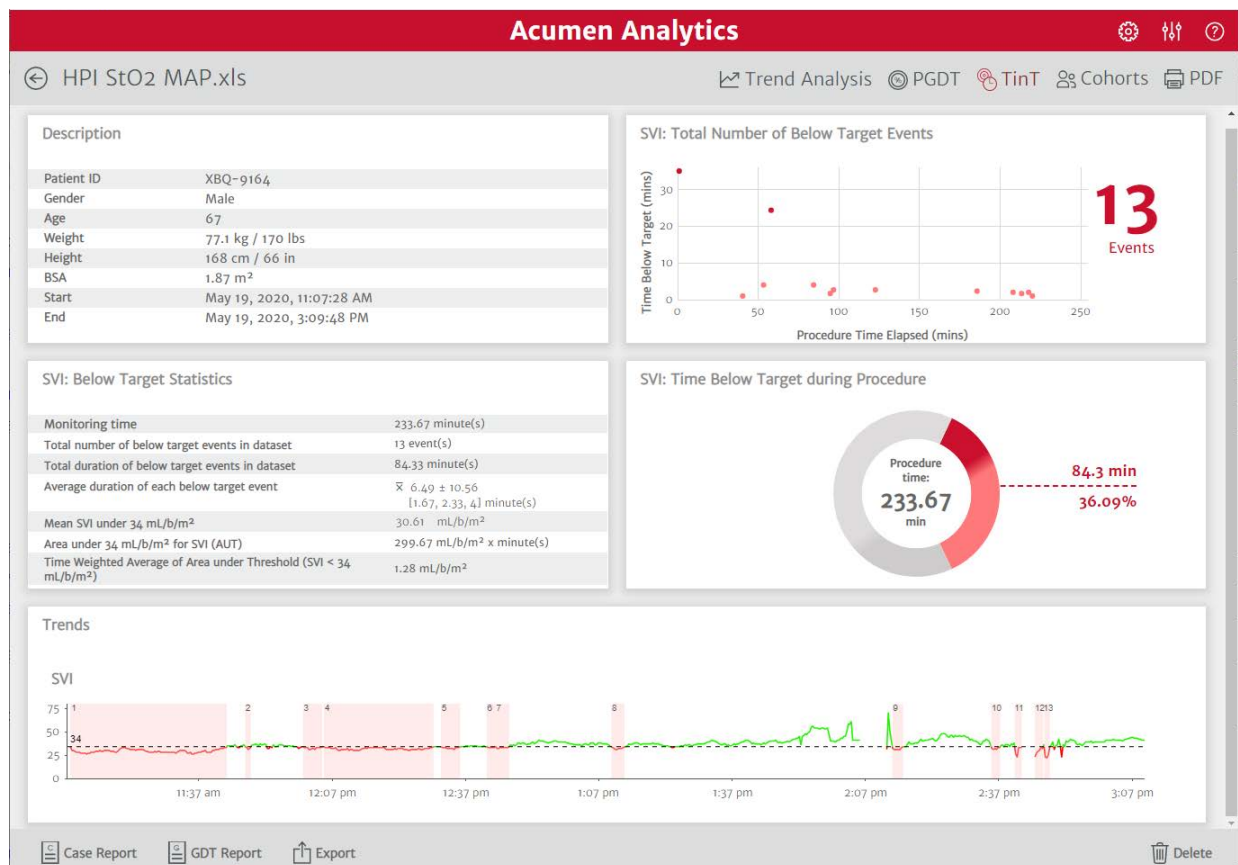 Acumen Analytics
HPI StO2 MAP.xls
Trend Analysis
PGDT
TinT
Cohorts
PDF
Description
Patient ID XBQ-9164
Gender Male
Age 67
Weight 77.1 kg / 170 lbs
Height 168 cm / 66 in
BSA 1.87 m²
Start May 19, 2020, 11:07:28 AM
End May 19, 2020, 3:09:48 PM
SVI: Total Number of Below Target Events
Time Below Target (mins)
30
20
10
0
0 50 100 150 200 250
Procedure Time Elapsed (mins)
13
Events
SVI: Below Target Statistics
Monitoring time 233.67 minute(s)
Total number of below target events in dataset 13 event(s)
Total duration of below target events in dataset 84.33 minute(s)
Average duration of each below target event x̅ 6.49 ± 10.56
[1.67, 2.33, 4] minute(s)
Mean SVI under 34 mL/b/m² 30.61 mL/b/m²
Area under 34 mL/b/m² for SVI (AUT) 299.67 mL/b/m² x minute(s)
Time Weighted Average of Area under Threshold (SVI < 34
mL/b/m²) 1.28 mL/b/m²
SVI: Time Below Target during Procedure
Procedure
time:
233.67
min
84.3 min
36.09%
Trends
SVI
75
50
25
0
34
1 2 3 4 5 6 7 8 9 10 11 12 13
11:37 am 12:07 pm 12:37 pm 1:07 pm 1:37 pm 2:07 pm 2:37 pm 3:07 pm
C Case Report
G GDT Report
Export
Delete